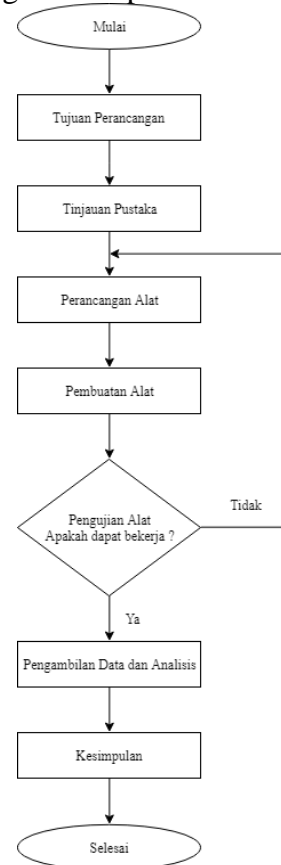 Mulai
Tujuan Perancangan
Tinjauan Pustaka
Perancangan Alat
Pembuatan Alat
Pengujian Alat
Apakah dapat bekerja ?
Tidak
Ya
Pengambilan Data dan Analisis
Kesimpulan
Selesai